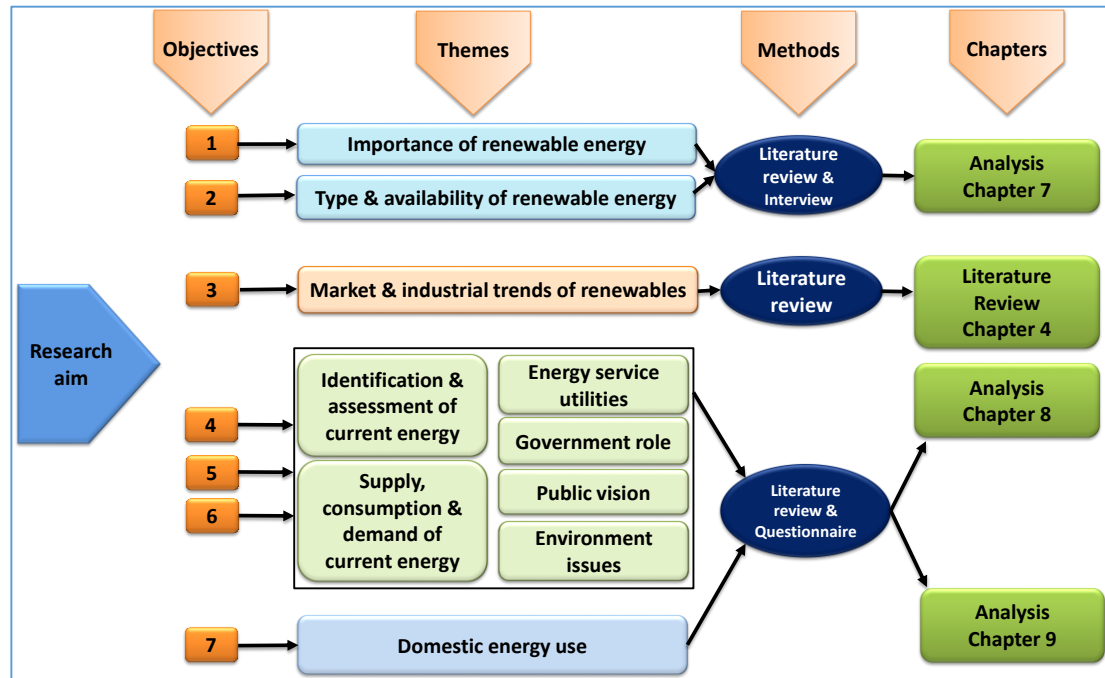 Objectives
Themes
Methods
Chapters
1
Importance of renewable energy
2
Type & availability of renewable energy
Literature
review &
Interview
Analysis
Chapter 7
3
Market & industrial trends of renewables
Literature
review
Literature
Review
Chapter 4
Research
aim
4
5
6
Identification &
assessment of
current energy
Supply,
consumption &
demand of
current energy
Energy service
utilities
Government role
Public vision
Environment
issues
Literature
review &
Questionnaire
Analysis
Chapter 8
7
Domestic energy use
Analysis
Chapter 9